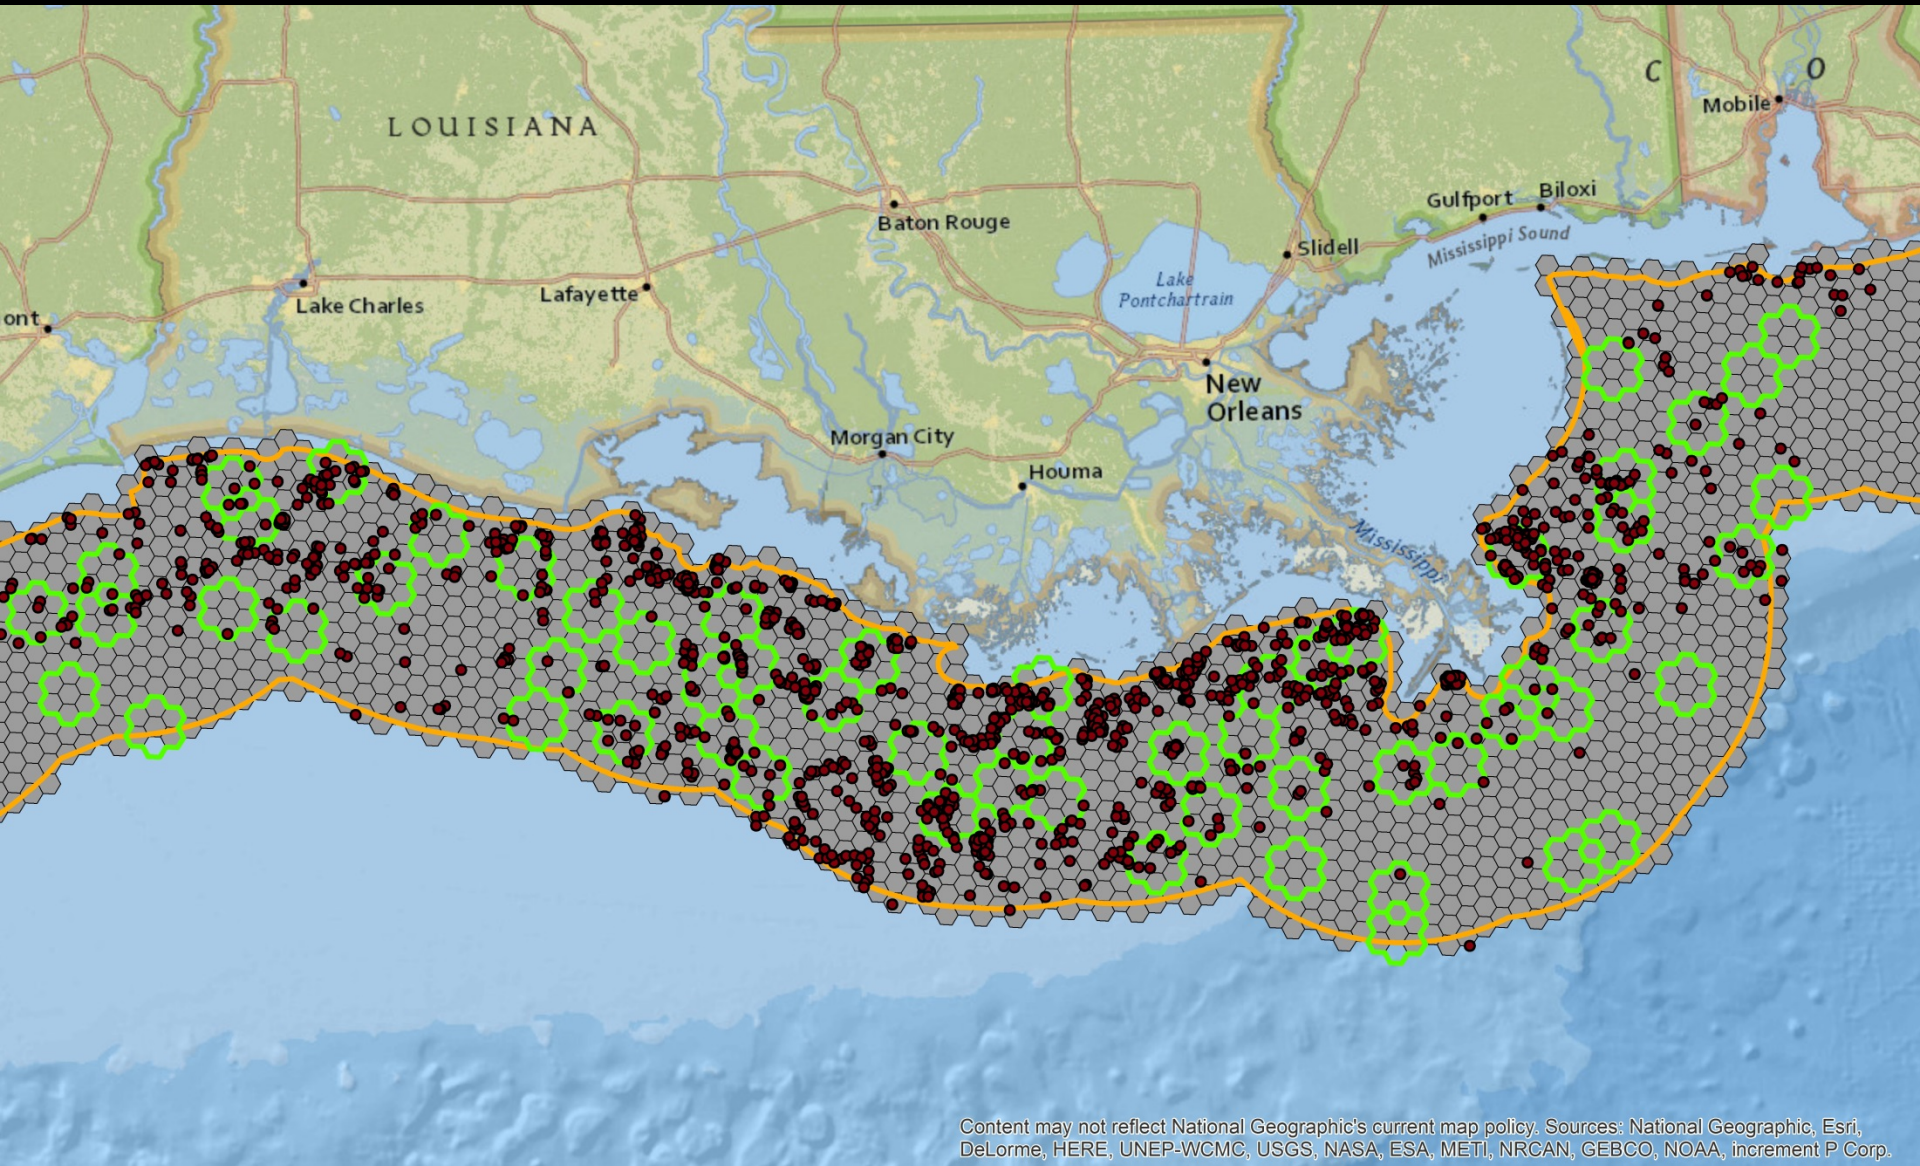 C
O
Mobile
LOUISIANA
Gulfport
Biloxi
Baton Rouge
Mississippi Sound
Slidell
Lake
Pontchartrain
Lafayette
Lake Charles
ont
New
Orleans
Morgan City
Houma
Mississippi
Content may not reflect National Geographic's current map policy. Sources: National Geographic, Esri,
DeLorme, HERE, UNEP-WCMC, USGS, NASA, ESA, METI, NRCAN, GEBCO, NOAA, increment P Corp.